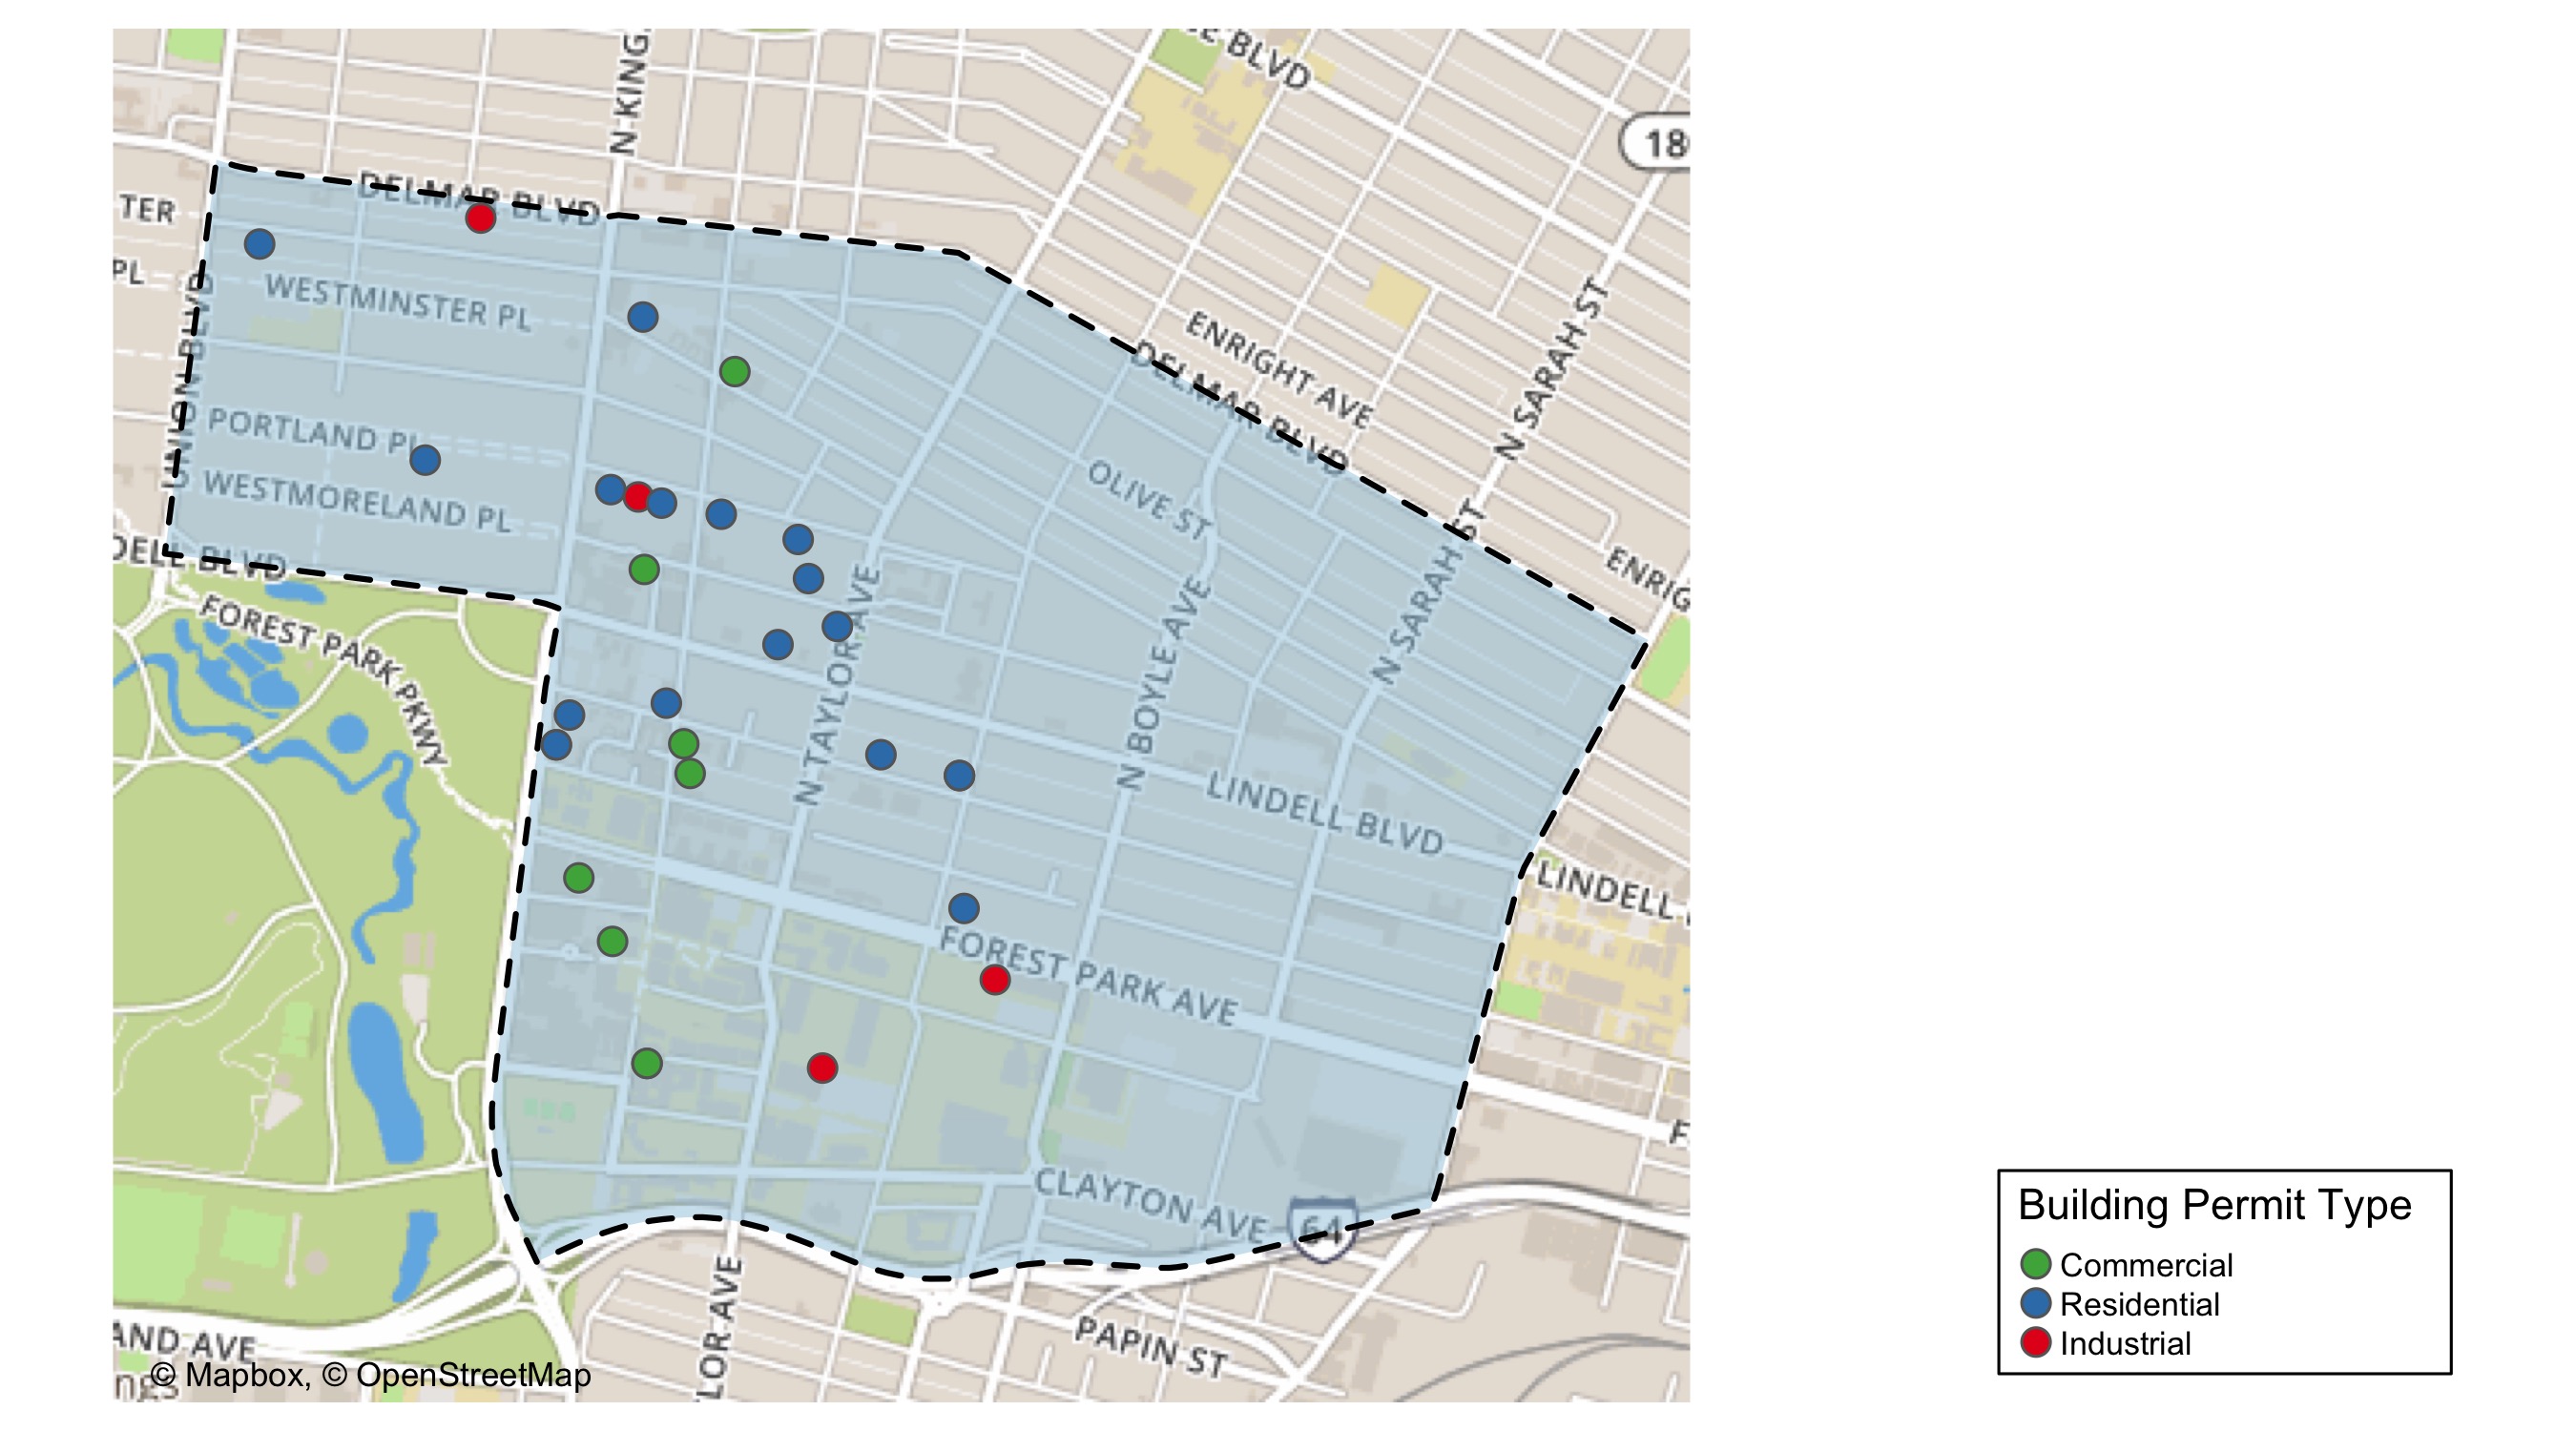 LE BLVD
N KING
18
TER
DELMAR BLVD
PL
WESTMINSTER PL
UNION BLVD
ENRIGHT AVE
DELMAR BLVD
N SARAH ST
PORTLAND PL
WESTMORELAND PL
OLIVE ST
DELL BLVD
ENRIG
FOREST PARK PKWY
N TAYLOR AVE
N BOYLE AVE
N SARAH ST
LINDELL BLVD
LINDELL
FOREST PARK AVE
F
CLAYTON AVE
64
LOR AVE
PAPIN ST
AND AVE
© Mapbox, © OpenStreetMap
Building Permit Type
Commercial
Residential
Industrial